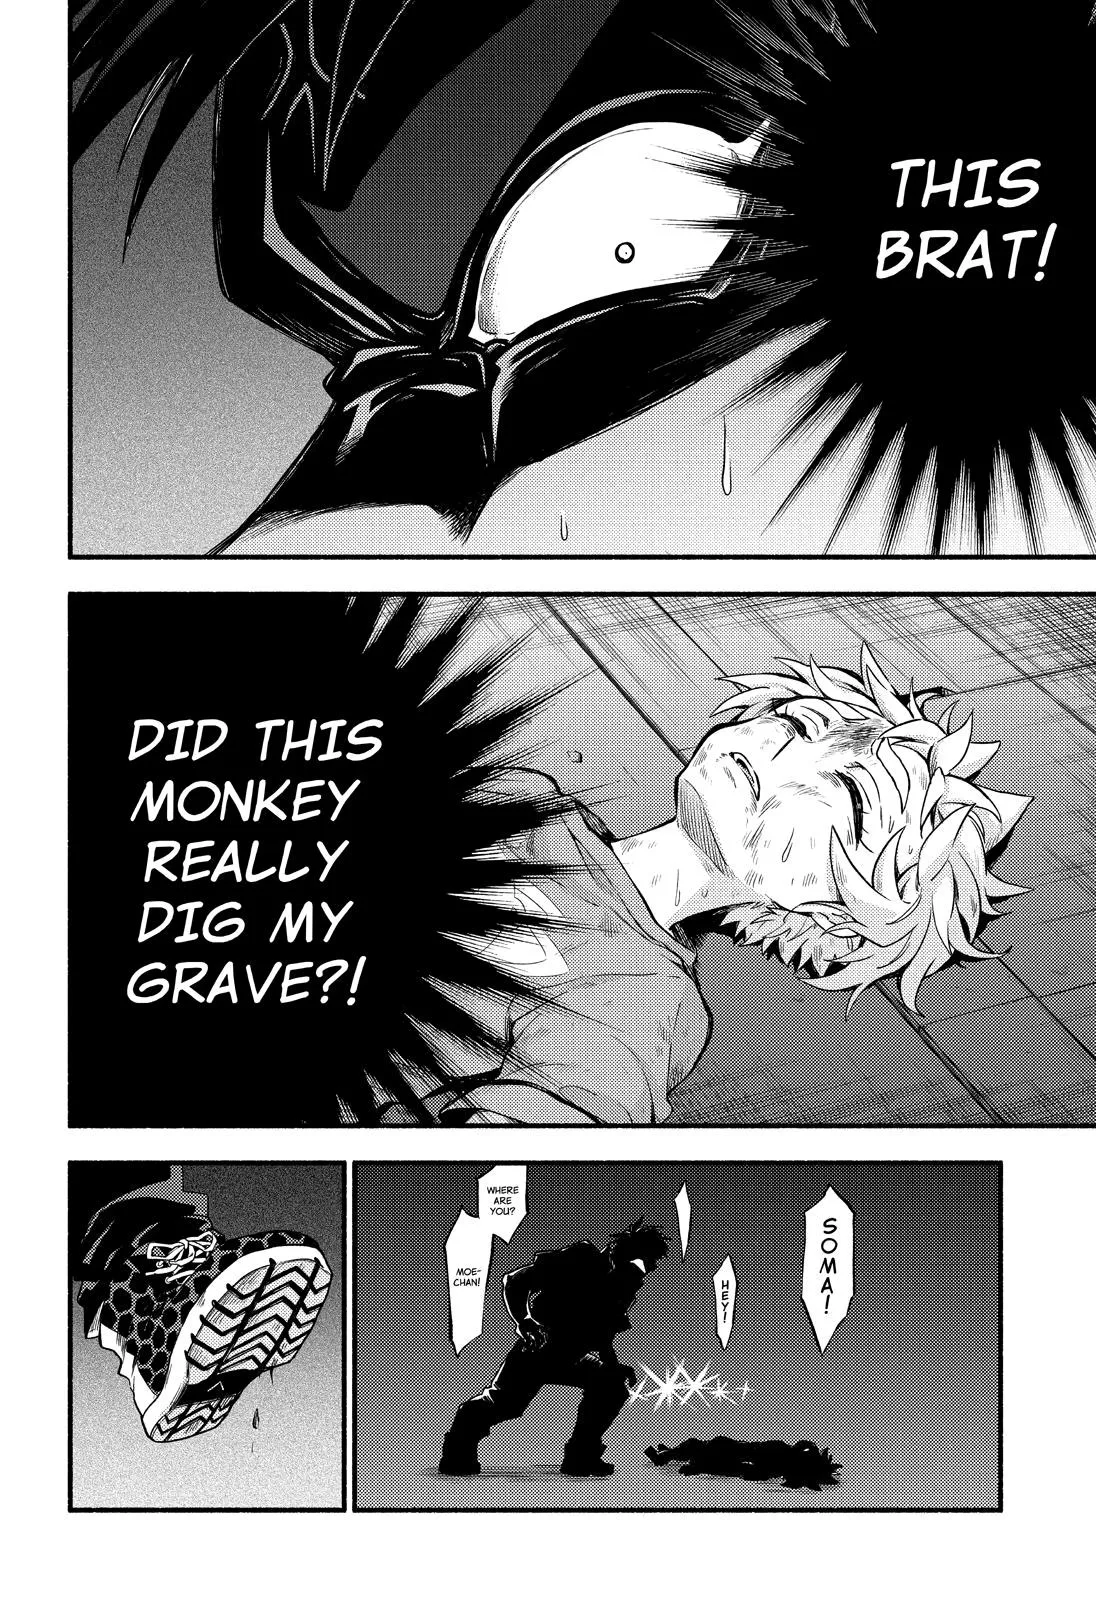 THIS
BRAT!
DID THIS
MONKEY
REALLY
DIG MY
GRAVE?!
SOMA!
HEY!
WHERE
ARE
YOU?
MOE-
CHAN!